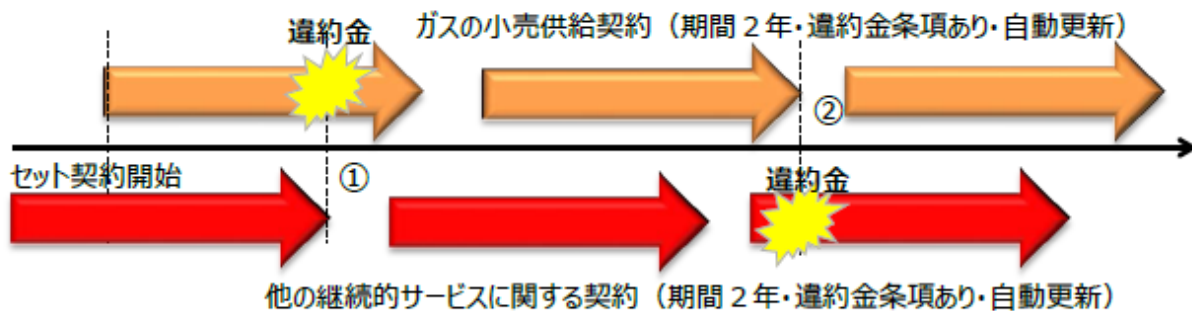 違約金
ガスの小売供給契約（期間２年・違約金条項あり・自動更新）
②
セット契約開始
①
違約金
他の継続的サービスに関する契約（期間２年・違約金条項あり・自動更新）